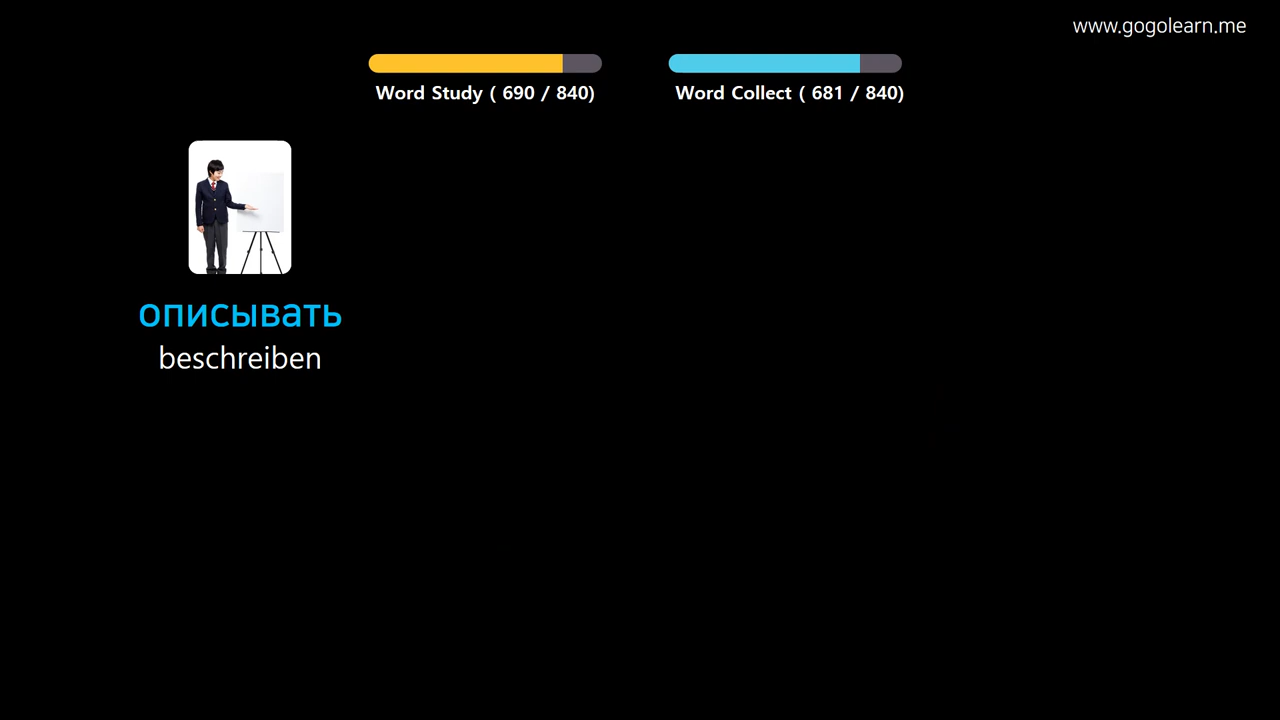 www.gogolearn.me
Word Study ( 690 / 840)
Word Collect ( 681 / 840)
описывать
beschreiben